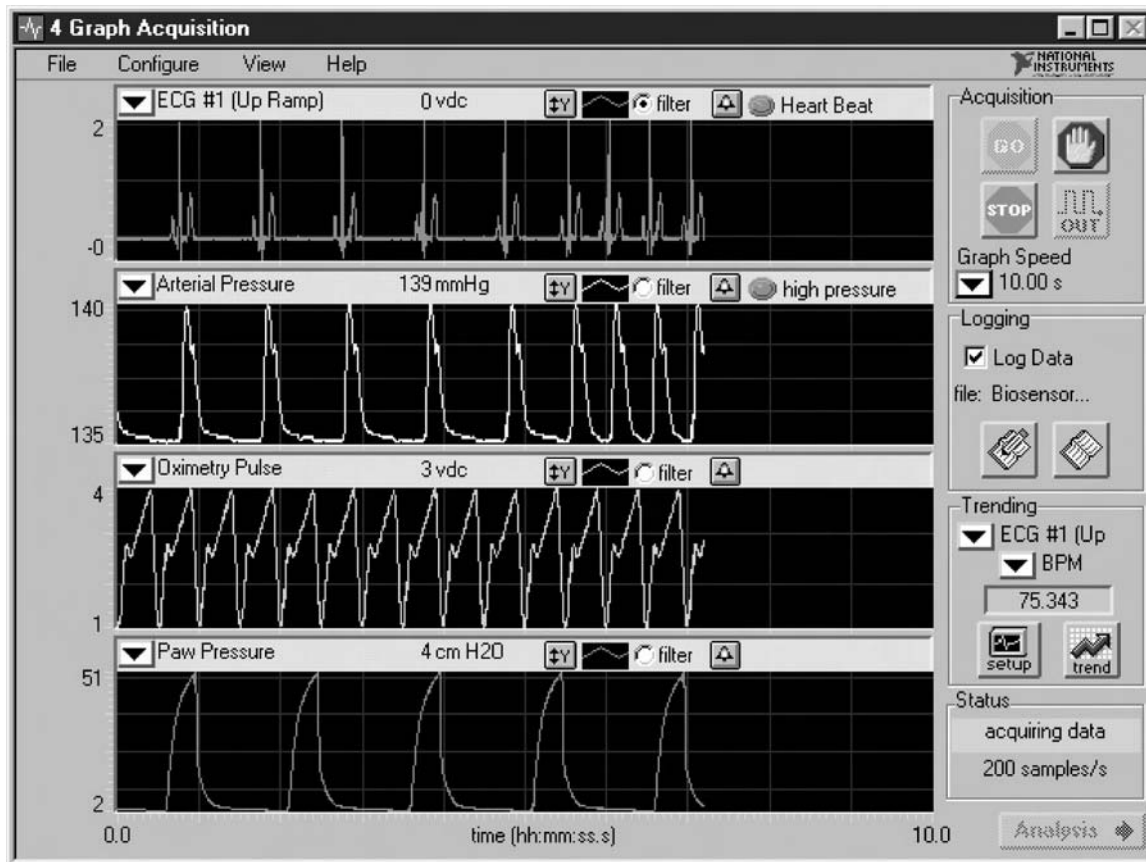 4 Graph Acquisition
File Configure View Help
NATIONAL INSTRUMENTS
ECG #1 (Up Ramp) 0 vdc Y filter Heart Beat
2
-0
Arterial Pressure 139 mmHg Y filter high pressure
140
135
Oximetry Pulse 3 vdc Y filter
4
1
Paw Pressure 4 cm H20 Y filter
51
2
0.0 time (hh:mm:ss.s) 10.0
Acquisition
GO
STOP OUT
Graph Speed
10.00 s
Logging
Log Data
file: Biosensor...
Trending
ECG #1 (Up
BPM
75.343
setup trend
Status
acquiring data
200 samples/s
Analysis